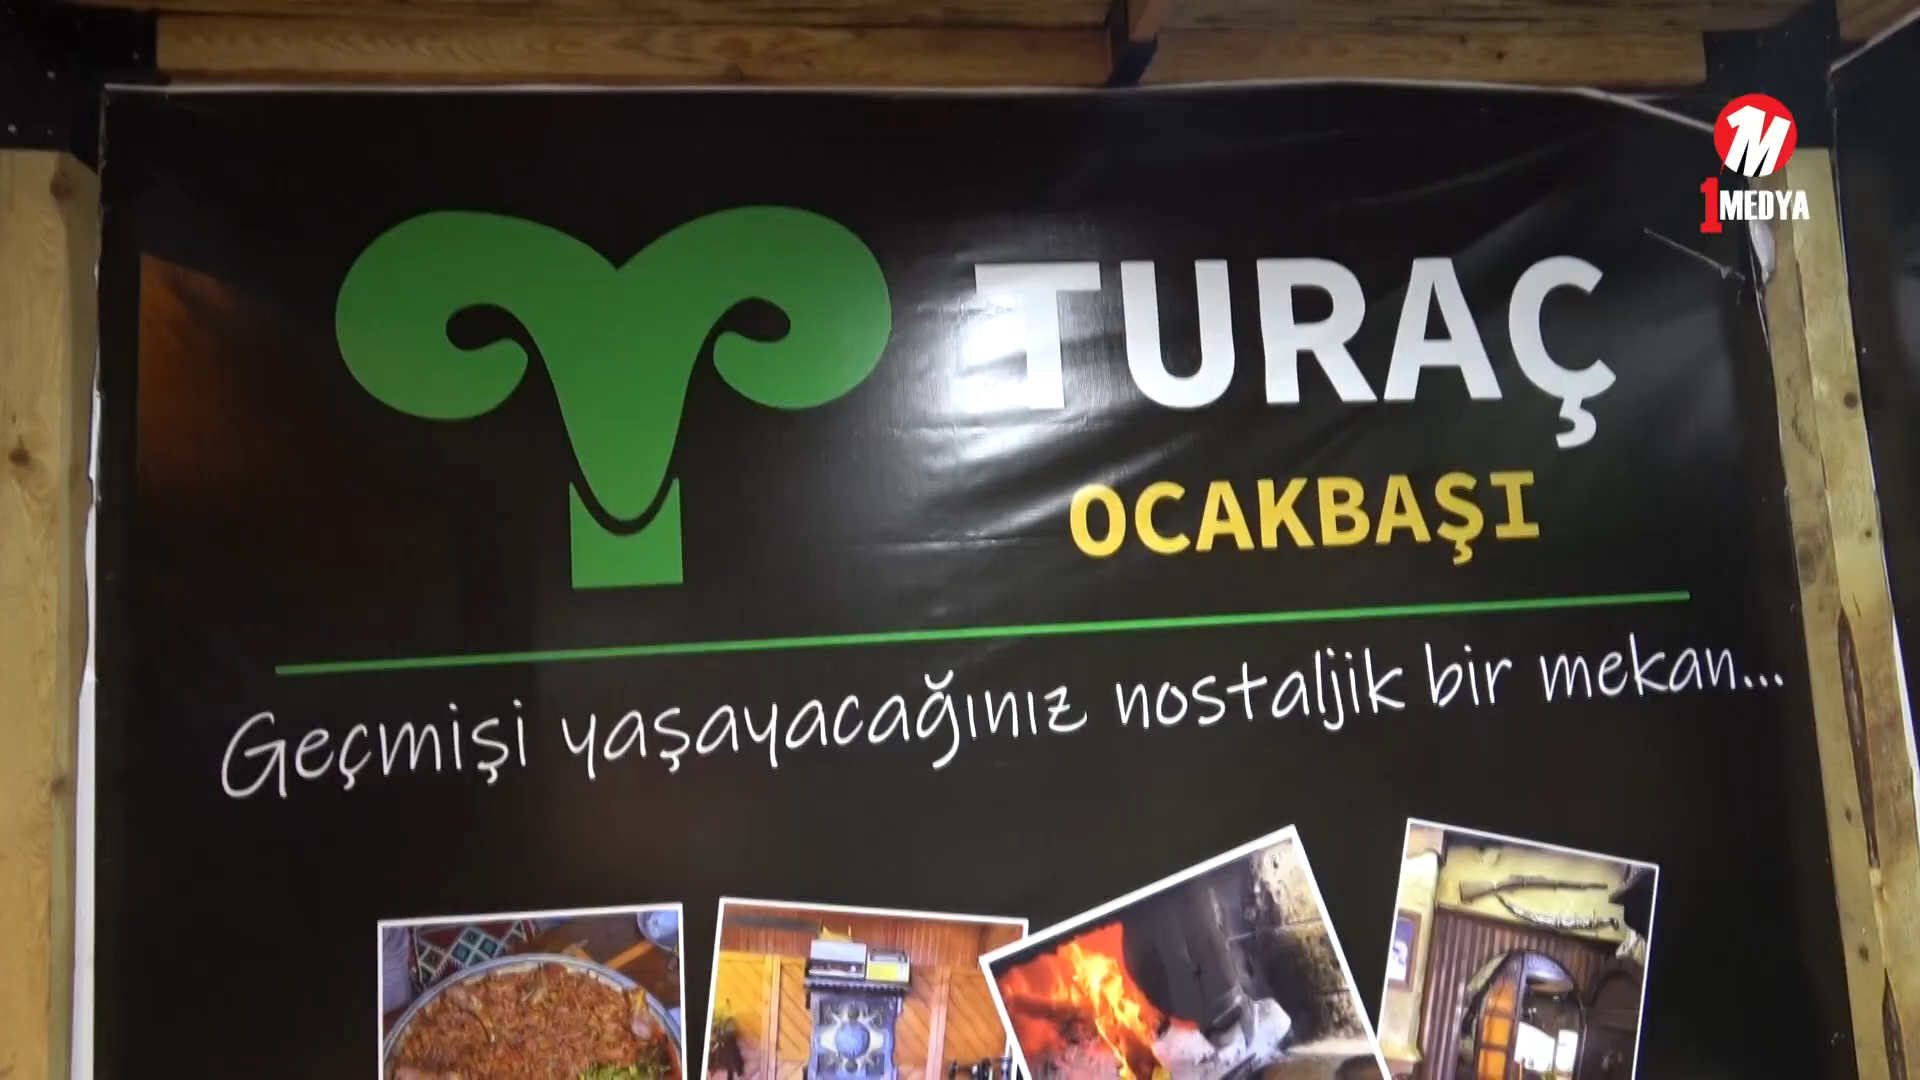 1MEDYA
TURAÇ
OCAKBAŞI
Geçmişi yaşayacağınız nostaljik bir mekan...